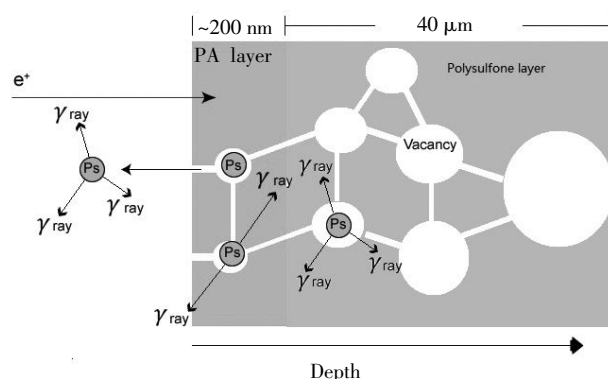 ~200 nm
40 μm
PA layer
Polysulfone layer
e⁺
γ ray
Ps
γ ray
γ ray
Ps
γ ray
Ps
γ ray
γ ray
Ps
γ ray
γ ray
Vacancy
Depth